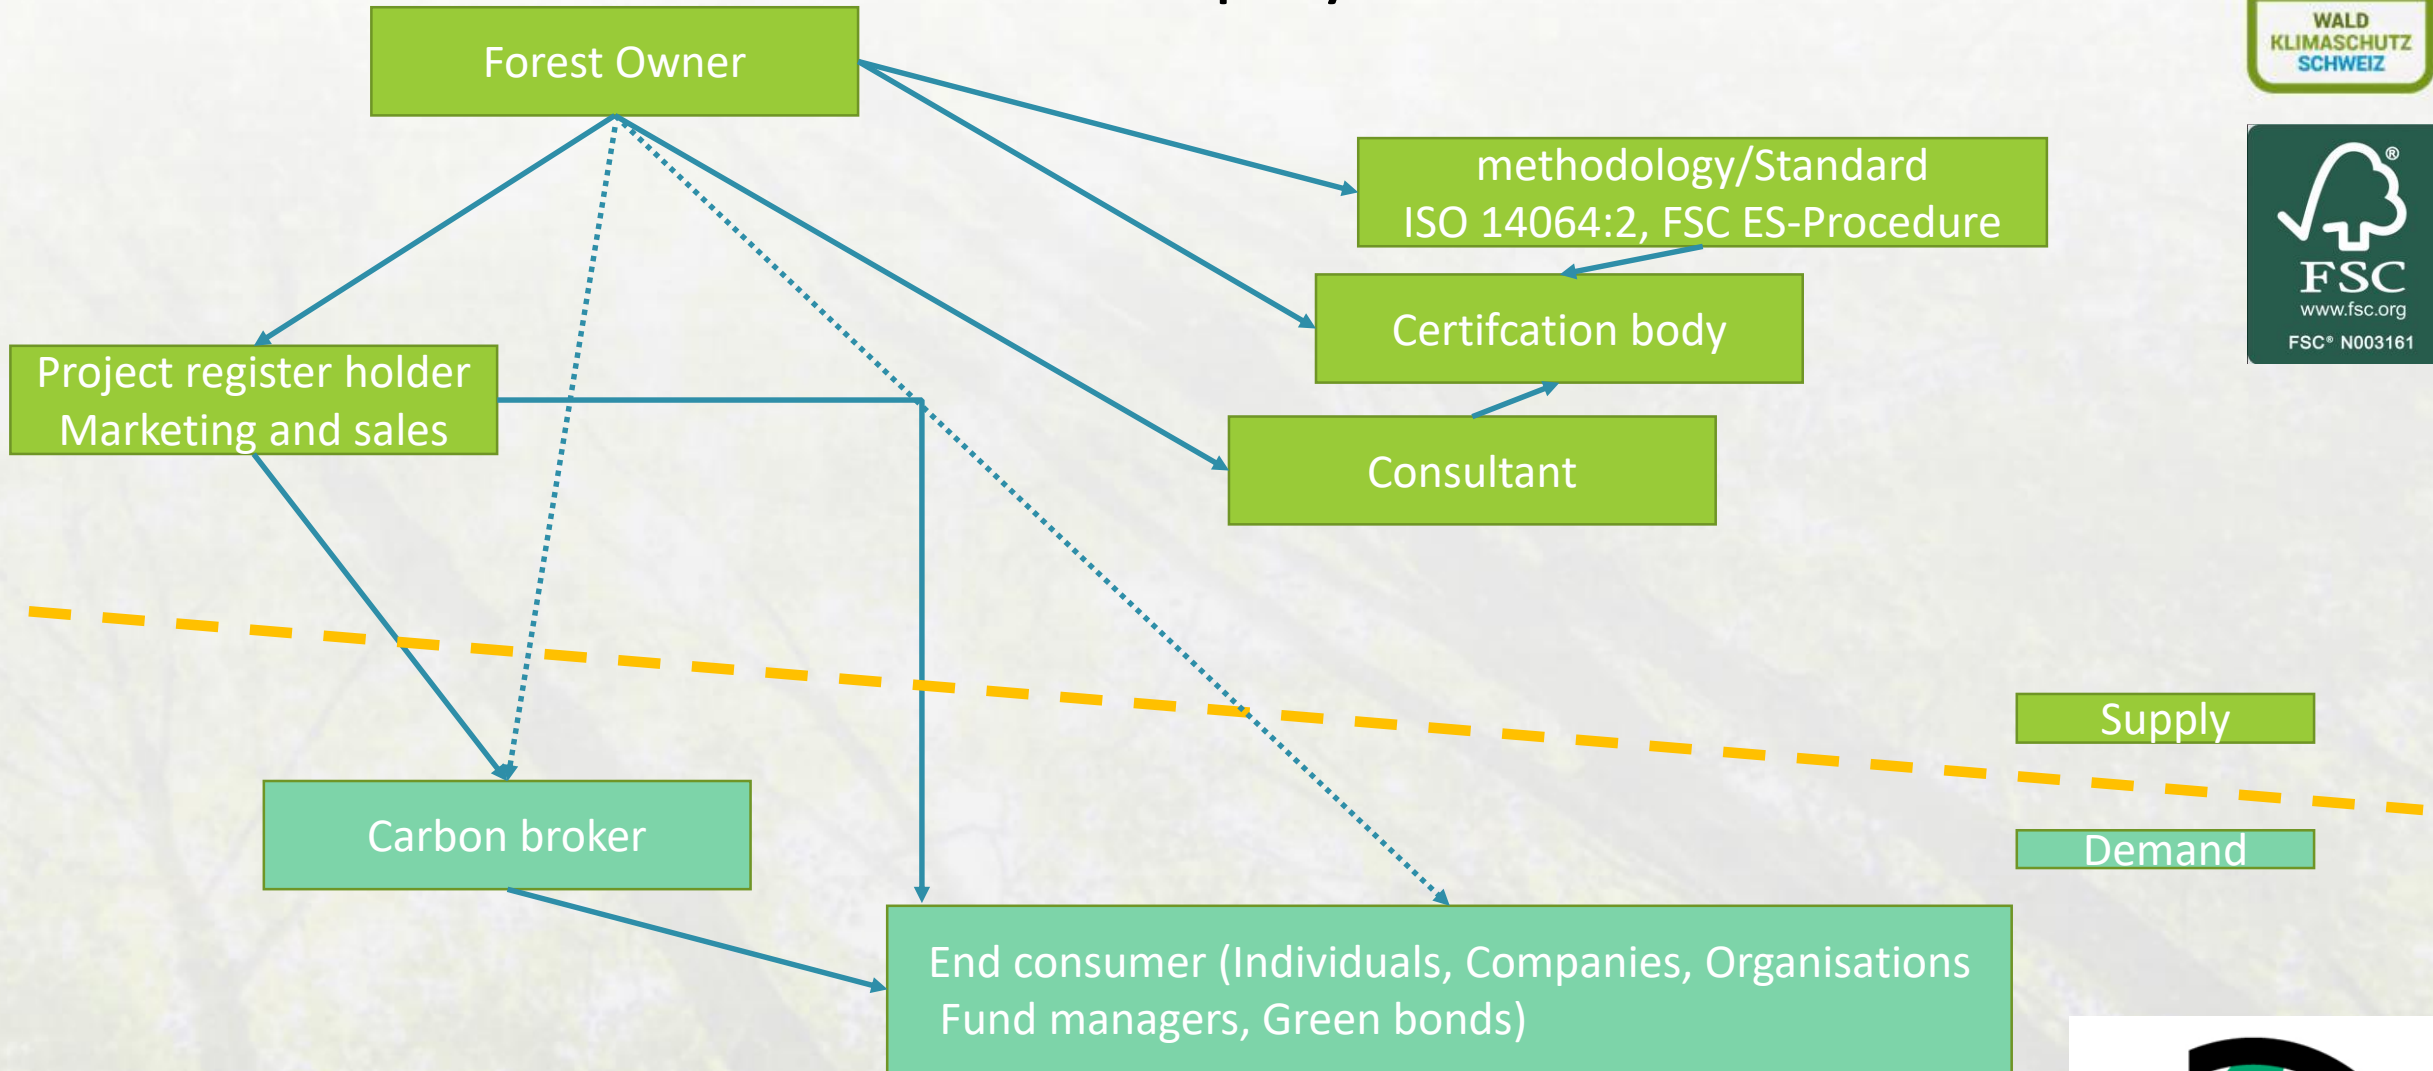 Forest Owner
WALD
KLIMASCHUTZ
SCHWEIZ
methodology/Standard
ISO 14064:2, FSC ES-Procedure
®
FSC
www.fsc.org
FSC® N003161
Certifcation body
Project register holder
Marketing and sales
Consultant
Supply
Carbon broker
Demand
End consumer (Individuals, Companies, Organisations
Fund managers, Green bonds)